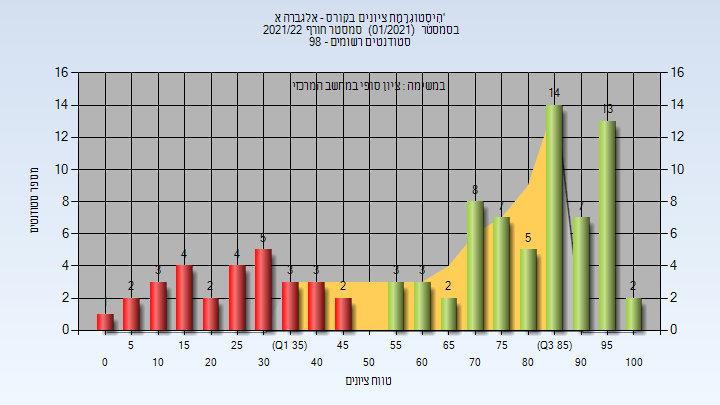 היסטוגרמת ציונים בקורס - אלגברה א'
בסמסטר (01/2021) סמסטר חורף 2021/22
סטודנטים רשומים - 98
במשימה : ציון סופי במחשב המרכזי
מספר סטודנטים
16 16
14 14
12 12
10 10
8 8
6 6
4 4
2 2
0 0
2 3 4 2 4 5 3 3 2 3 3 2 8 7 5 14 7 13 2
5 15 25 (Q1 35) 45 55 65 75 (Q3 85) 95
0 10 20 30 40 50 60 70 80 90 100
טווח ציונים